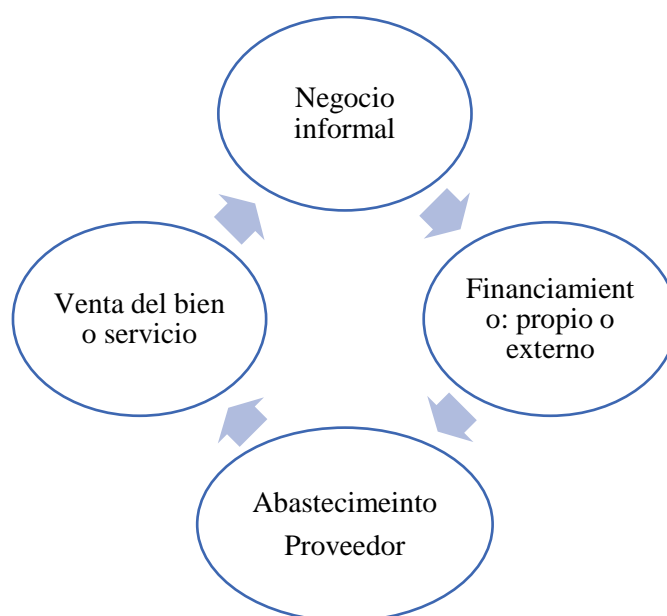 Negocio
informal
Financiamient
o: propio o
externo
Abastecimeinto
Proveedor
Venta del bien
o servicio